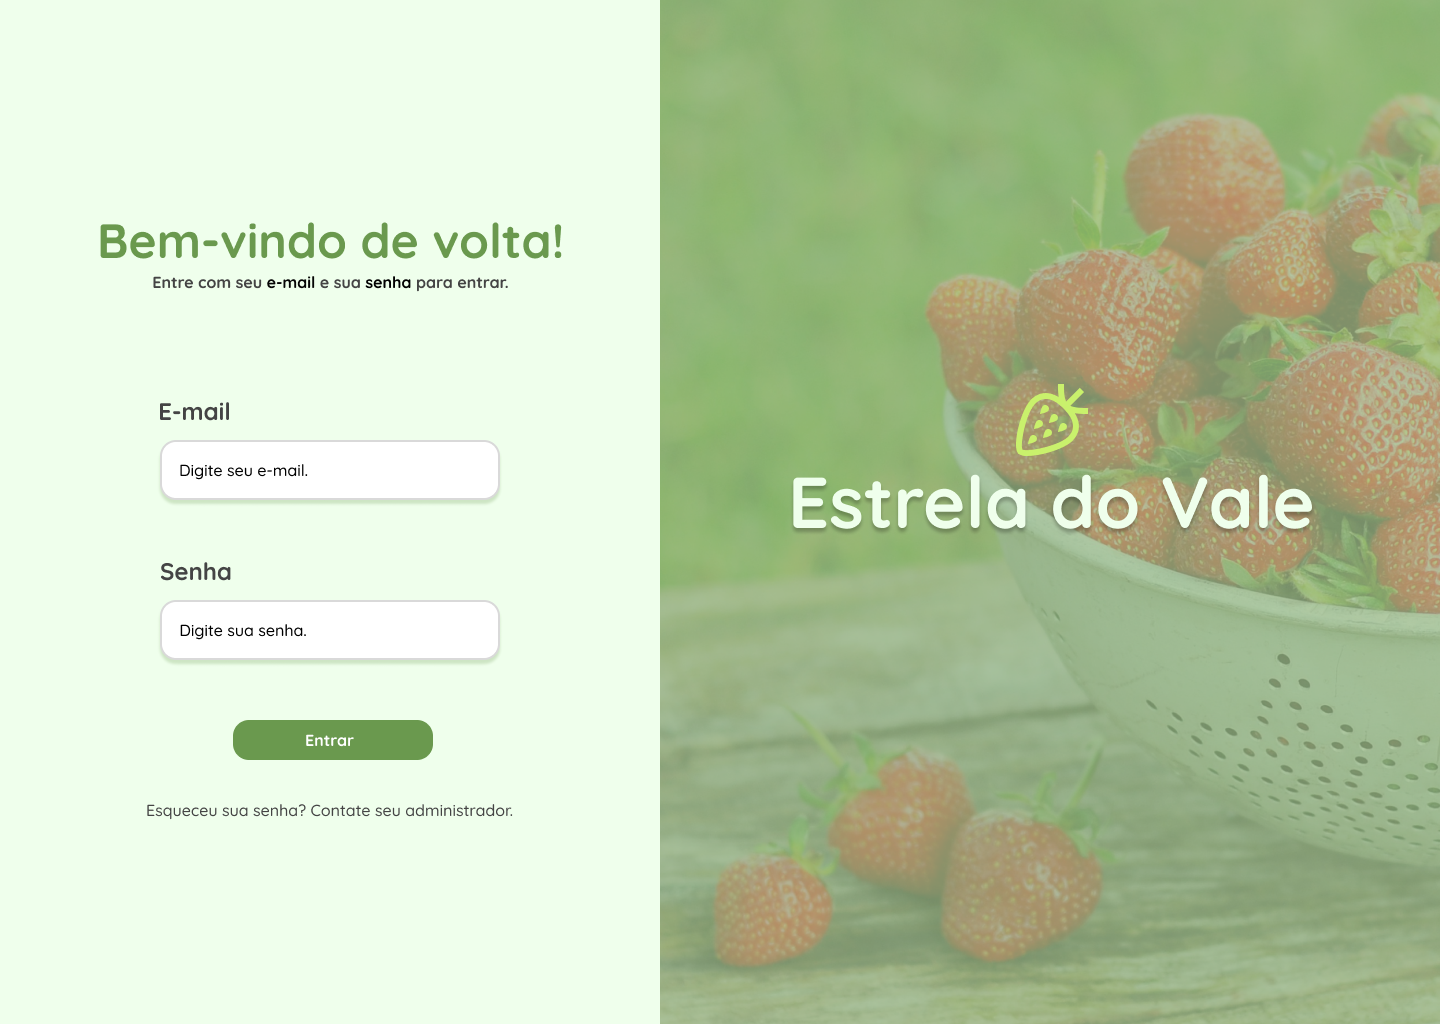 Bem-vindo de volta!
Entre com seu e-mail e sua senha para entrar.
E-mail
Digite seu e-mail.
Senha
Digite sua senha.
Entrar
Esqueceu sua senha? Contate seu administrador.
Estrela do Vale